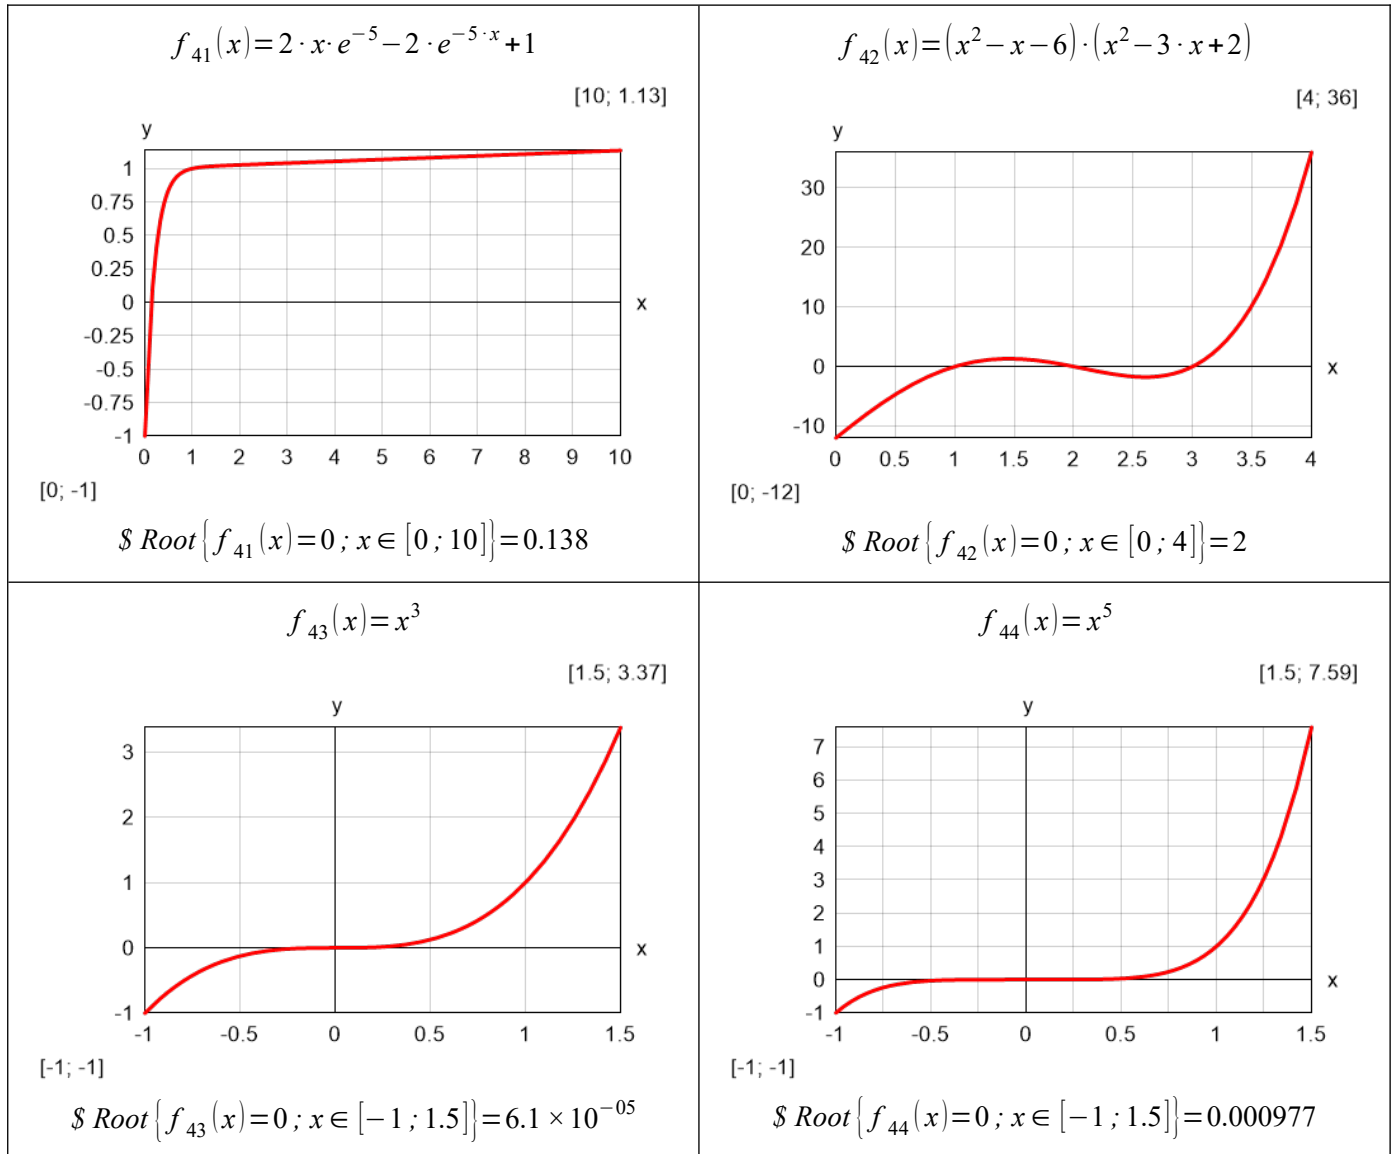 f₄₁(x)=2·x·e⁻⁵−2·e⁻⁵˙ˣ+1
[10; 1.13]
y
1
0.75
0.5
0.25
0
x
-0.25
-0.5
-0.75
-1
0 1 2 3 4 5 6 7 8 9 10
[0; -1]
$ Root{f₄₁(x)=0; x∈[0; 10]}=0.138
f₄₂(x)=(x²−x−6)·(x²−3·x+2)
[4; 36]
y
30
20
10
0
x
-10
0 0.5 1 1.5 2 2.5 3 3.5 4
[0; -12]
$ Root{f₄₂(x)=0; x∈[0; 4]}=2
f₄₃(x)=x³
[1.5; 3.37]
y
3
2
1
0
x
-1
-1 -0.5 0 0.5 1 1.5
[-1; -1]
$ Root{f₄₃(x)=0; x∈[−1; 1.5]}=6.1×10⁻⁰⁵
f₄₄(x)=x⁵
[1.5; 7.59]
y
7
6
5
4
3
2
1
0
x
-1
-1 -0.5 0 0.5 1 1.5
[-1; -1]
$ Root{f₄₄(x)=0; x∈[−1; 1.5]}=0.000977